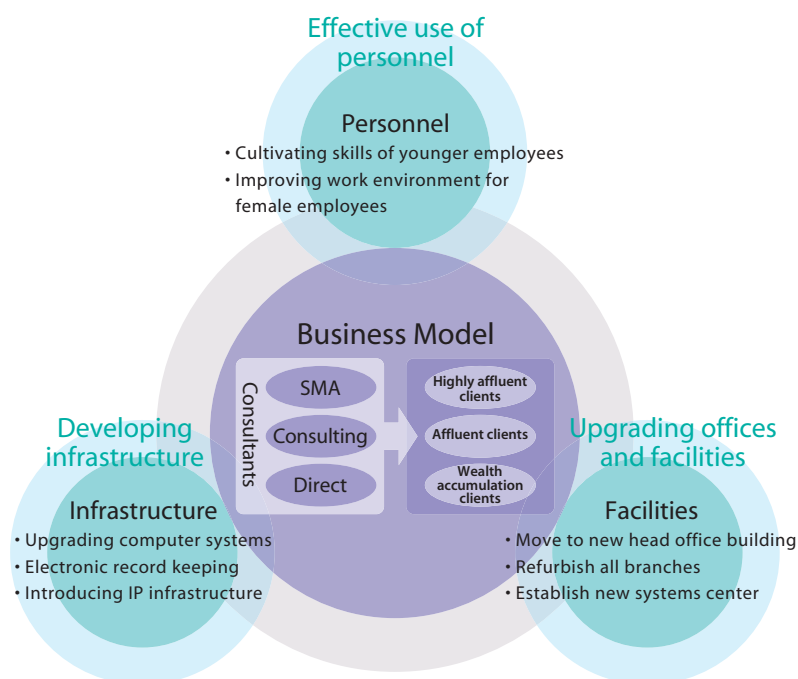 Effective use of
personnel
Personnel
• Cultivating skills of younger employees
• Improving work environment for
female employees
Business Model
Consultants
SMA
Consulting
Direct
Highly affluent
clients
Affluent clients
Wealth
accumulation
clients
Developing
infrastructure
Infrastructure
• Upgrading computer systems
• Electronic record keeping
• Introducing IP infrastructure
Upgrading offices
and facilities
Facilities
• Move to new head office building
• Refurbish all branches
• Establish new systems center